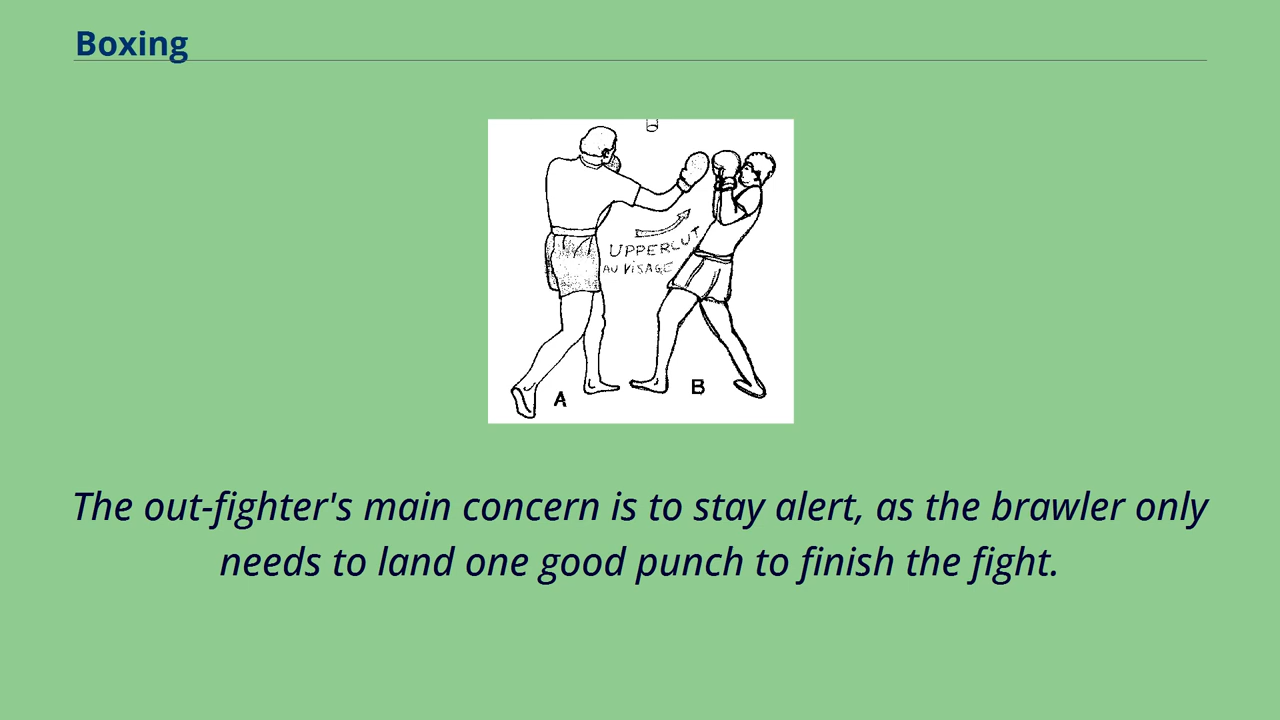 Boxing
UPPERCUT
AU VISAGE
A
B
The out-fighter's main concern is to stay alert, as the brawler only
needs to land one good punch to finish the fight.